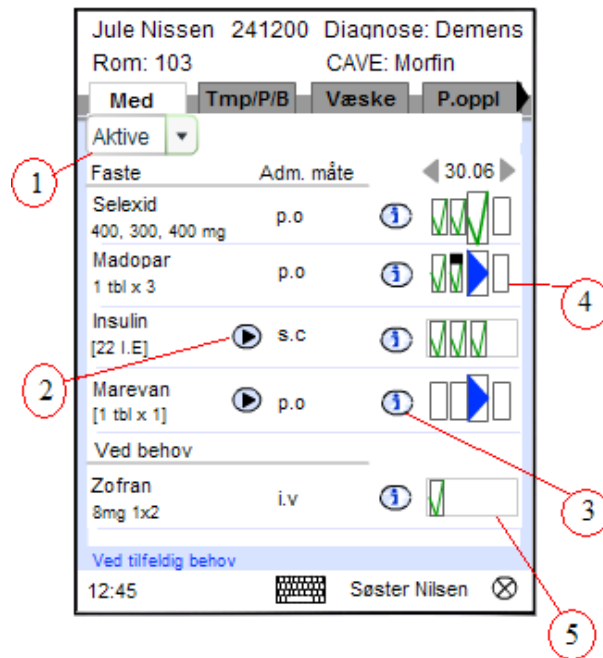 Jule Nissen 241200 Diagnose: Demens
Rom: 103 CAVE: Morfin
Med Tmp/P/B Væske P.oppl
Aktive
1
Faste Adm. måte 30.06
Selexid p.o
400, 300, 400 mg
Madopar p.o
1 tbl x 3
4
Insulin s.c
[22 I.E]
2
Marevan p.o
[1 tbl x 1]
Ved behov
3
Zofran i.v
8mg 1x2
Ved tilfeldig behov
12:45 Søster Nilsen
5